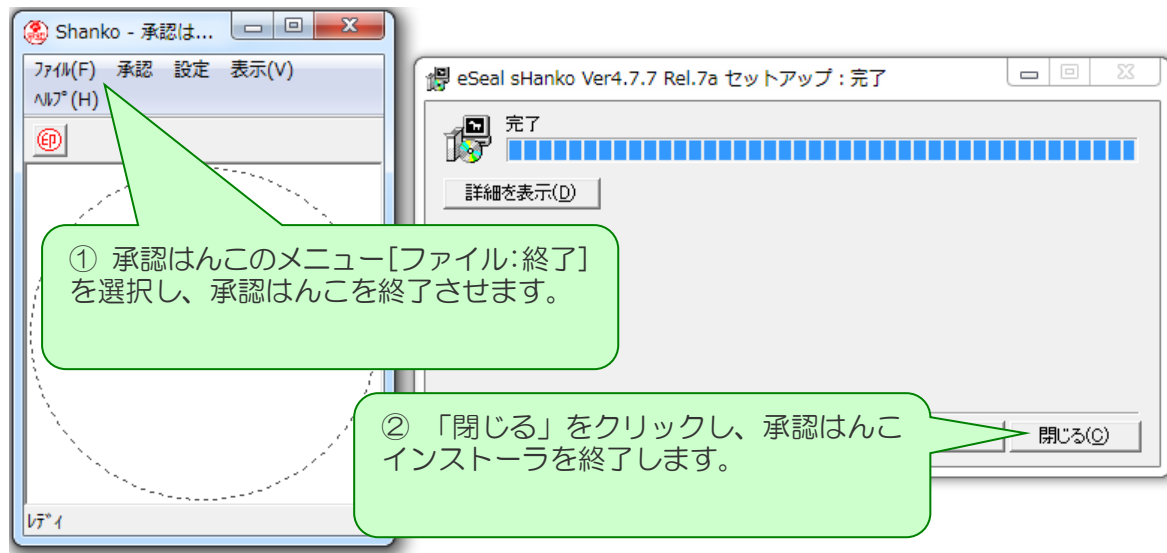 Shanko - 承認は...
ﾌｧｲﾙ(F) 承認 設定 表示(V)
ﾍﾙﾌﾟ(H)
印
eSeal sHanko Ver4.7.7 Rel.7a セットアップ : 完了
完了
詳細を表示(D)
① 承認はんこのメニュー[ファイル:終了]
を選択し、承認はんこを終了させます。
② 「閉じる」をクリックし、承認はんこ
インストーラを終了します。
閉じる(C)
ﾚﾃﾞｨ